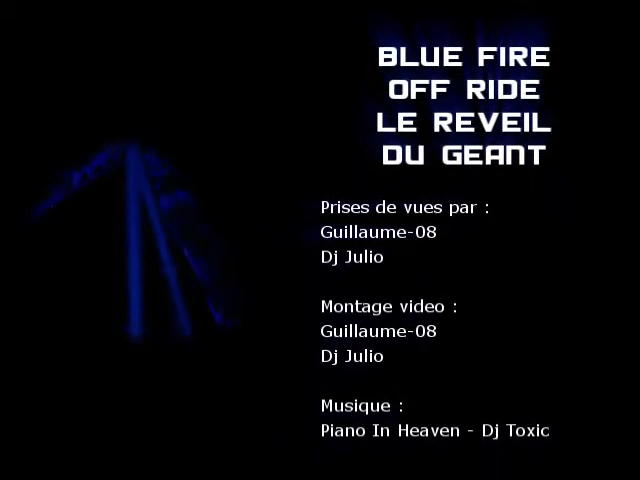 BLUE FIRE
OFF RIDE
LE REVEIL
DU GEANT
Prises de vues par :
Guillaume-08
Dj Julio
Montage video :
Guillaume-08
Dj Julio
Musique :
Piano In Heaven - Dj Toxic